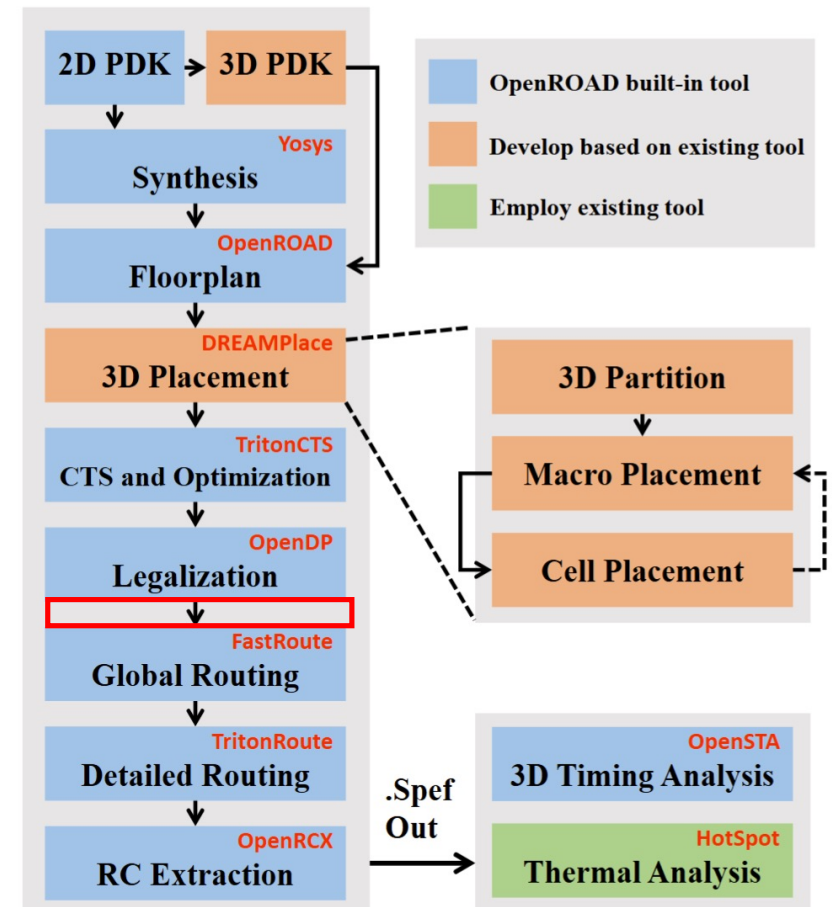 2D PDK
3D PDK
Yosys
Synthesis
OpenROAD
Floorplan
DREAMPlace
3D Placement
TritonCTS
CTS and Optimization
OpenDP
Legalization
FastRoute
Global Routing
TritonRoute
Detailed Routing
OpenRCX
RC Extraction
OpenROAD built-in tool
Develop based on existing tool
Employ existing tool
3D Partition
Macro Placement
Cell Placement
.Spef
Out
OpenSTA
3D Timing Analysis
HotSpot
Thermal Analysis